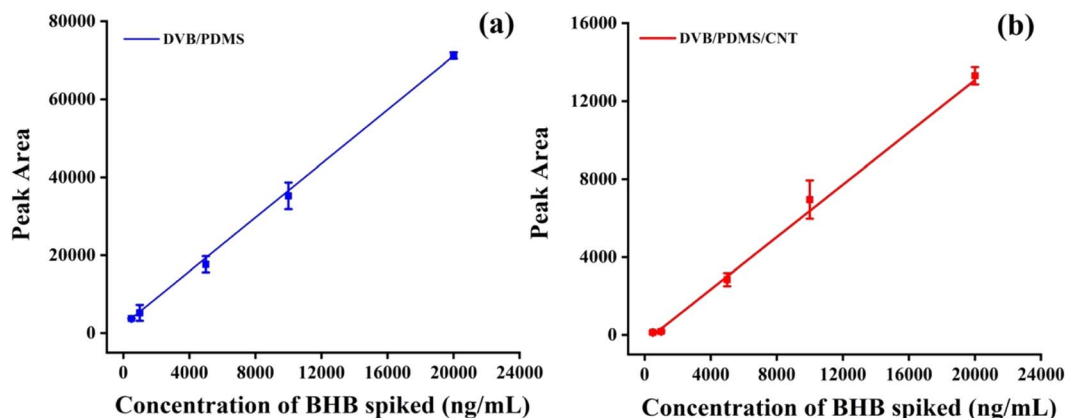 80000
60000
40000
20000
0
Peak Area
DVB/PDMS
(a)
0 4000 8000 12000 16000 20000 24000
Concentration of BHB spiked (ng/mL)
16000
12000
8000
4000
0
Peak Area
DVB/PDMS/CNT
(b)
0 4000 8000 12000 16000 20000 24000
Concentration of BHB spiked (ng/mL)